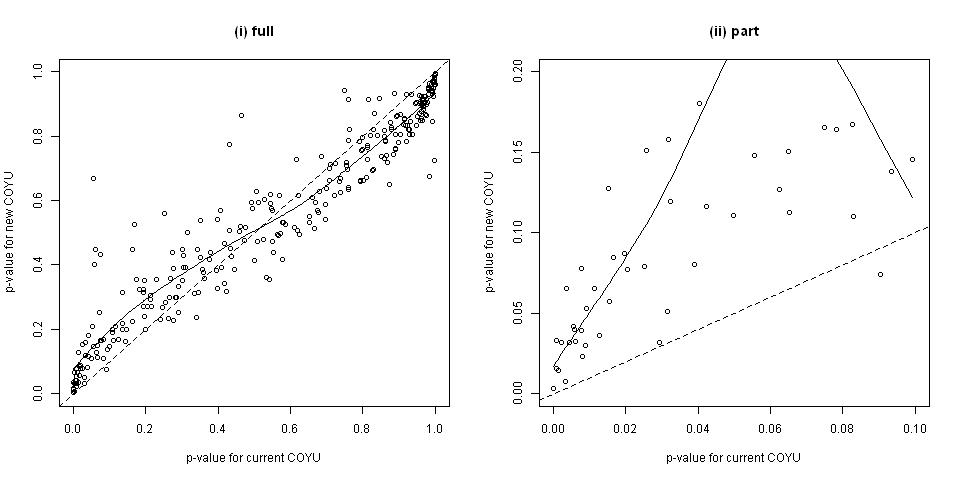 (i) full
(ii) part
p-value for new COYU
1.0
0.8
0.6
0.4
0.2
0.0
0.0 0.2 0.4 0.6 0.8 1.0
p-value for current COYU
p-value for new COYU
0.20
0.15
0.10
0.05
0.00
0.00 0.02 0.04 0.06 0.08 0.10
p-value for current COYU